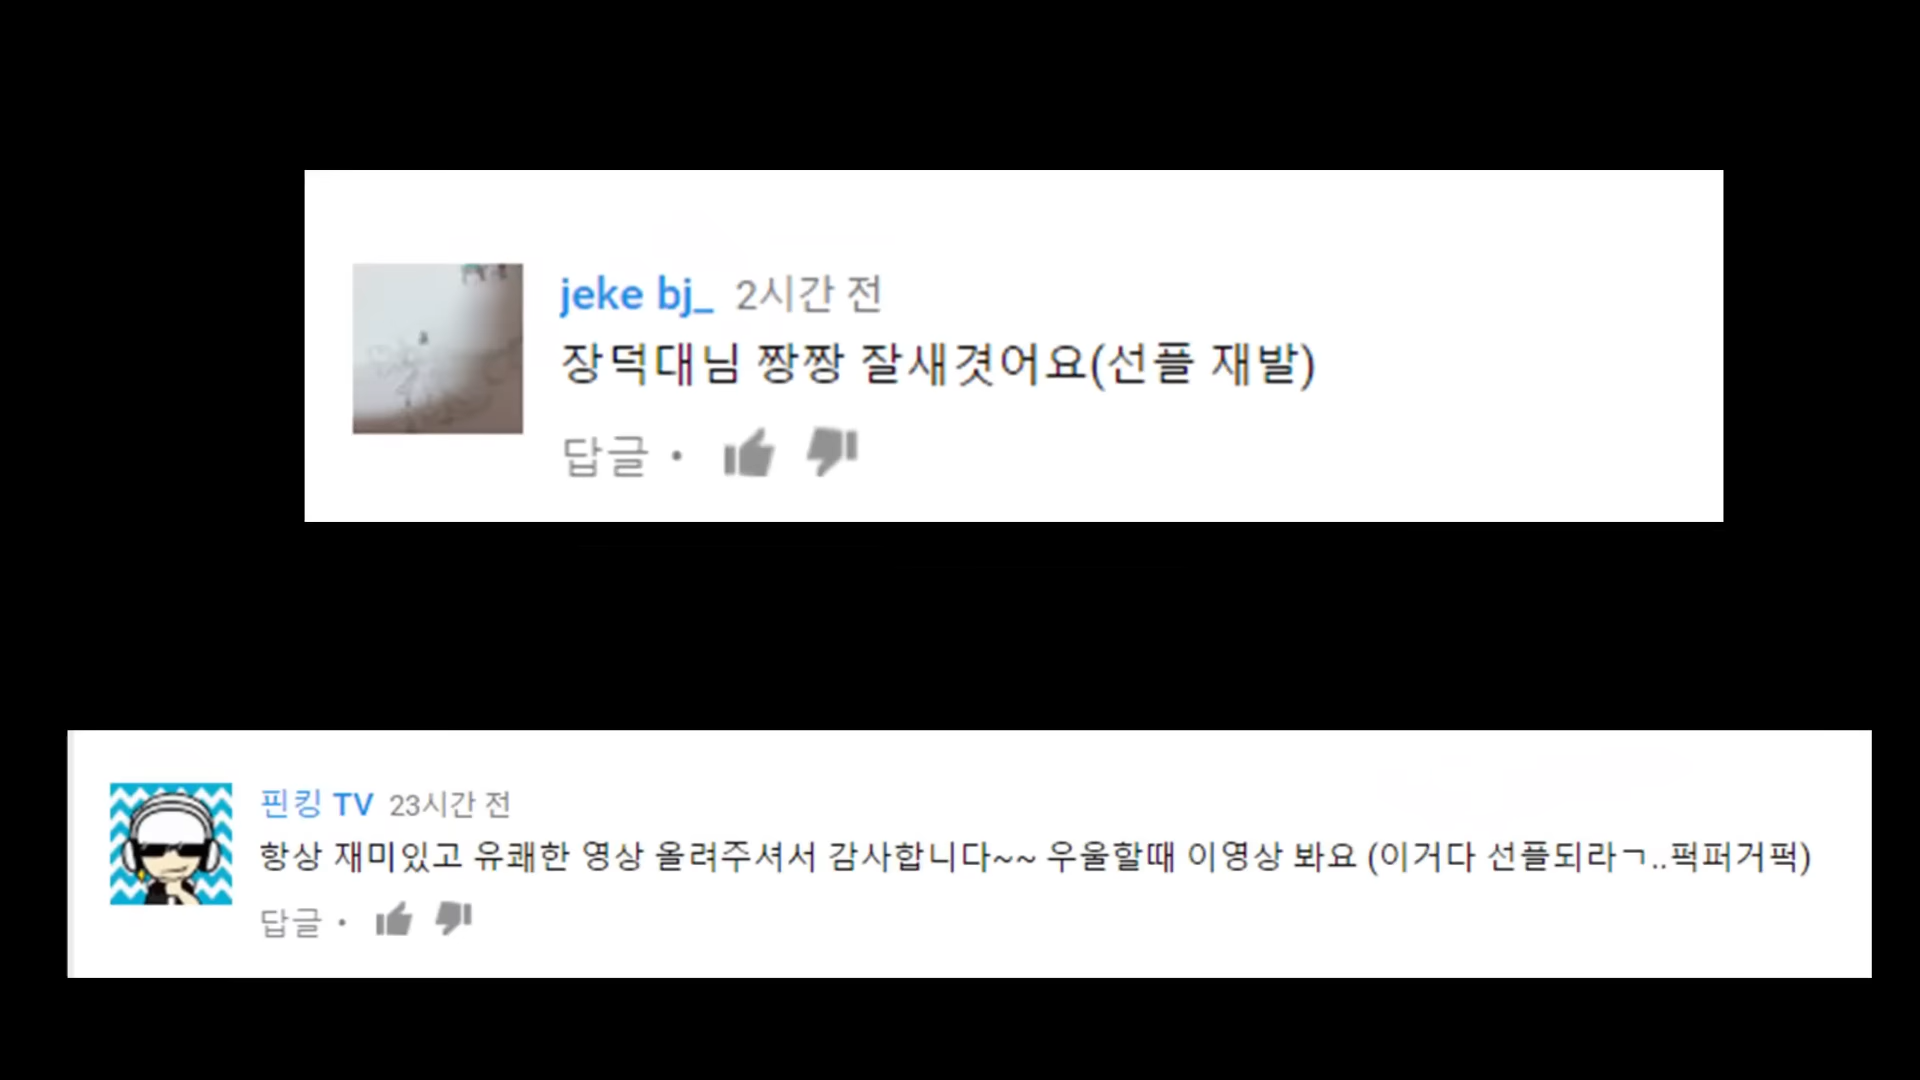 jeke bj_ 2시간 전
장덕대님 짱짱 잘새겻어요(선플 재발)
답글 •
핀킹 TV 23시간 전
항상 재미있고 유쾌한 영상 올려주셔서 감사합니다~~ 우울할때 이영상 봐요 (이거다 선플되라ㄱ..퍽퍼거퍽)
답글 •